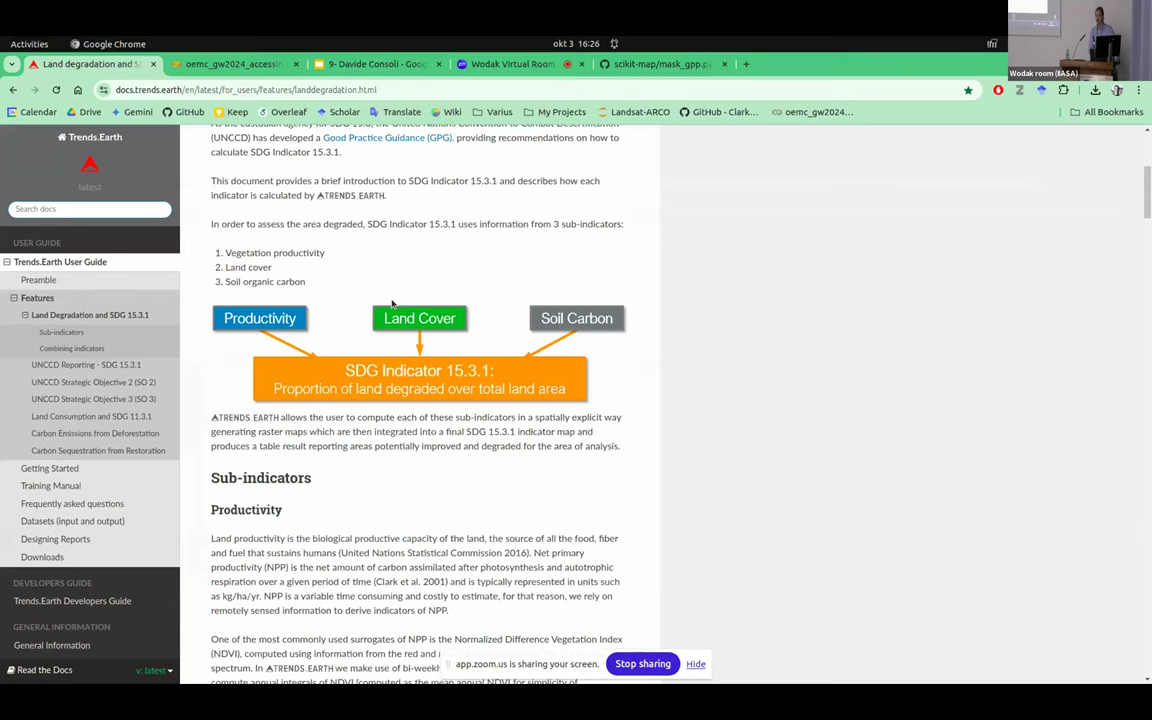 Activities
Google Chrome
okt 3 16:26
Wodak room (IIASA)
Land degradation and S
oemc_gw2024_accessin
9- Davide Consoli - Goog
Wodak Virtual Room
scikit-map/mask_gpp.py
docs.trends.earth/en/latest/for_users/features/landdegradation.html
Calendar
Drive
Gemini
GitHub
Keep
Overleaf
Scholar
Translate
Wiki
Varius
My Projects
Landsat-ARCO
GitHub - Clark...
oemc_gw2024...
All Bookmarks
Trends.Earth
latest
Search docs
USER GUIDE
Trends.Earth User Guide
Preamble
Features
Land Degradation and SDG 15.3.1
Sub-indicators
Combining indicators
UNCCD Reporting - SDG 15.3.1
UNCCD Strategic Objective 2 (SO 2)
UNCCD Strategic Objective 3 (SO 3)
Land Consumption and SDG 11.3.1
Carbon Emissions from Deforestation
Carbon Sequestration from Restoration
Getting Started
Training Manual
Frequently asked questions
Datasets (input and output)
Designing Reports
Downloads
DEVELOPERS GUIDE
Trends.Earth Developers Guide
GENERAL INFORMATION
General Information
Read the Docs
v: latest
(UNCCD) has developed a Good Practice Guidance (GPG). providing recommendations on how to
calculate SDG Indicator 15.3.1.
This document provides a brief introduction to SDG Indicator 15.3.1 and describes how each
indicator is calculated by TRENDS.EARTH.
In order to assess the area degraded, SDG Indicator 15.3.1 uses information from 3 sub-indicators:
1. Vegetation productivity
2. Land cover
3. Soil organic carbon
Productivity
Land Cover
Soil Carbon
SDG Indicator 15.3.1:
Proportion of land degraded over total land area
TRENDS.EARTH allows the user to compute each of these sub-indicators in a spatially explicit way
generating raster maps which are then integrated into a final SDG 15.3.1 indicator map and
produces a table result reporting areas potentially improved and degraded for the area of analysis.
Sub-indicators
Productivity
Land productivity is the biological productive capacity of the land, the source of all the food, fiber
and fuel that sustains humans (United Nations Statistical Commission 2016). Net primary
productivity (NPP) is the net amount of carbon assimilated after photosynthesis and autotrophic
respiration over a given period of time (Clark et al. 2001) and is typically represented in units such
as kg/ha/yr. NPP is a variable time consuming and costly to estimate, for that reason, we rely on
remotely sensed information to derive indicators of NPP.
One of the most commonly used surrogates of NPP is the Normalized Difference Vegetation Index
(NDVI), computed using information from the red and
spectrum. In TRENDS.EARTH we make use of bi-weekl
compute annual integrals of NDVI (computed as the mean annual NDVI for simplicity of
app.zoom.us is sharing your screen.
Stop sharing
Hide